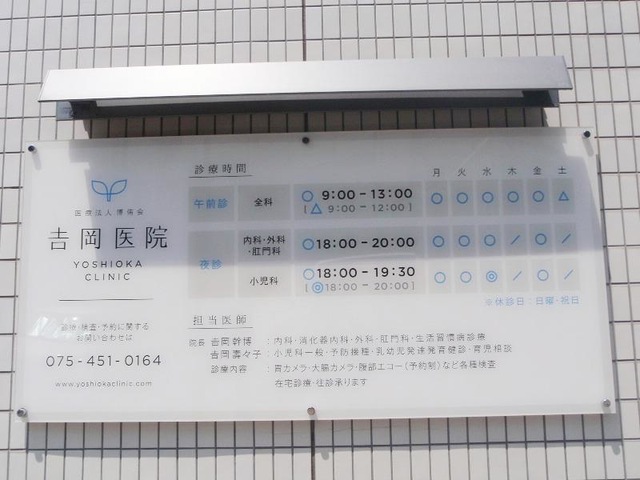 医療法人博侑会
吉岡医院
YOSHIOKA
CLINIC
診療・検査・予約に関する
お問い合わせは
075-451-0164
www.yoshiokaclinic.com
診療時間
月 火 水 木 金 土
午前診 全科 ○ 9:00-13:00 ○ ○ ○ ○ ○ △
[△ 9:00-12:00]
夜診
内科・外科・肛門科 ○18:00-20:00 ○ ○ ○ / ○ /
小児科 ○18:00-19:30 ○ ○ ◎ / ○ /
[◎18:00-20:00]
※休診日:日曜・祝日
担当医師
院長 吉岡 幹博 :内科・消化器内科・外科・肛門科・生活習慣病診療
吉岡 壽々子:小児科一般・予防接種・乳幼児発達発育健診・育児相談
診療内容 :胃カメラ・大腸カメラ・腹部エコー(予約制)など各種検査
在宅診療・往診承ります